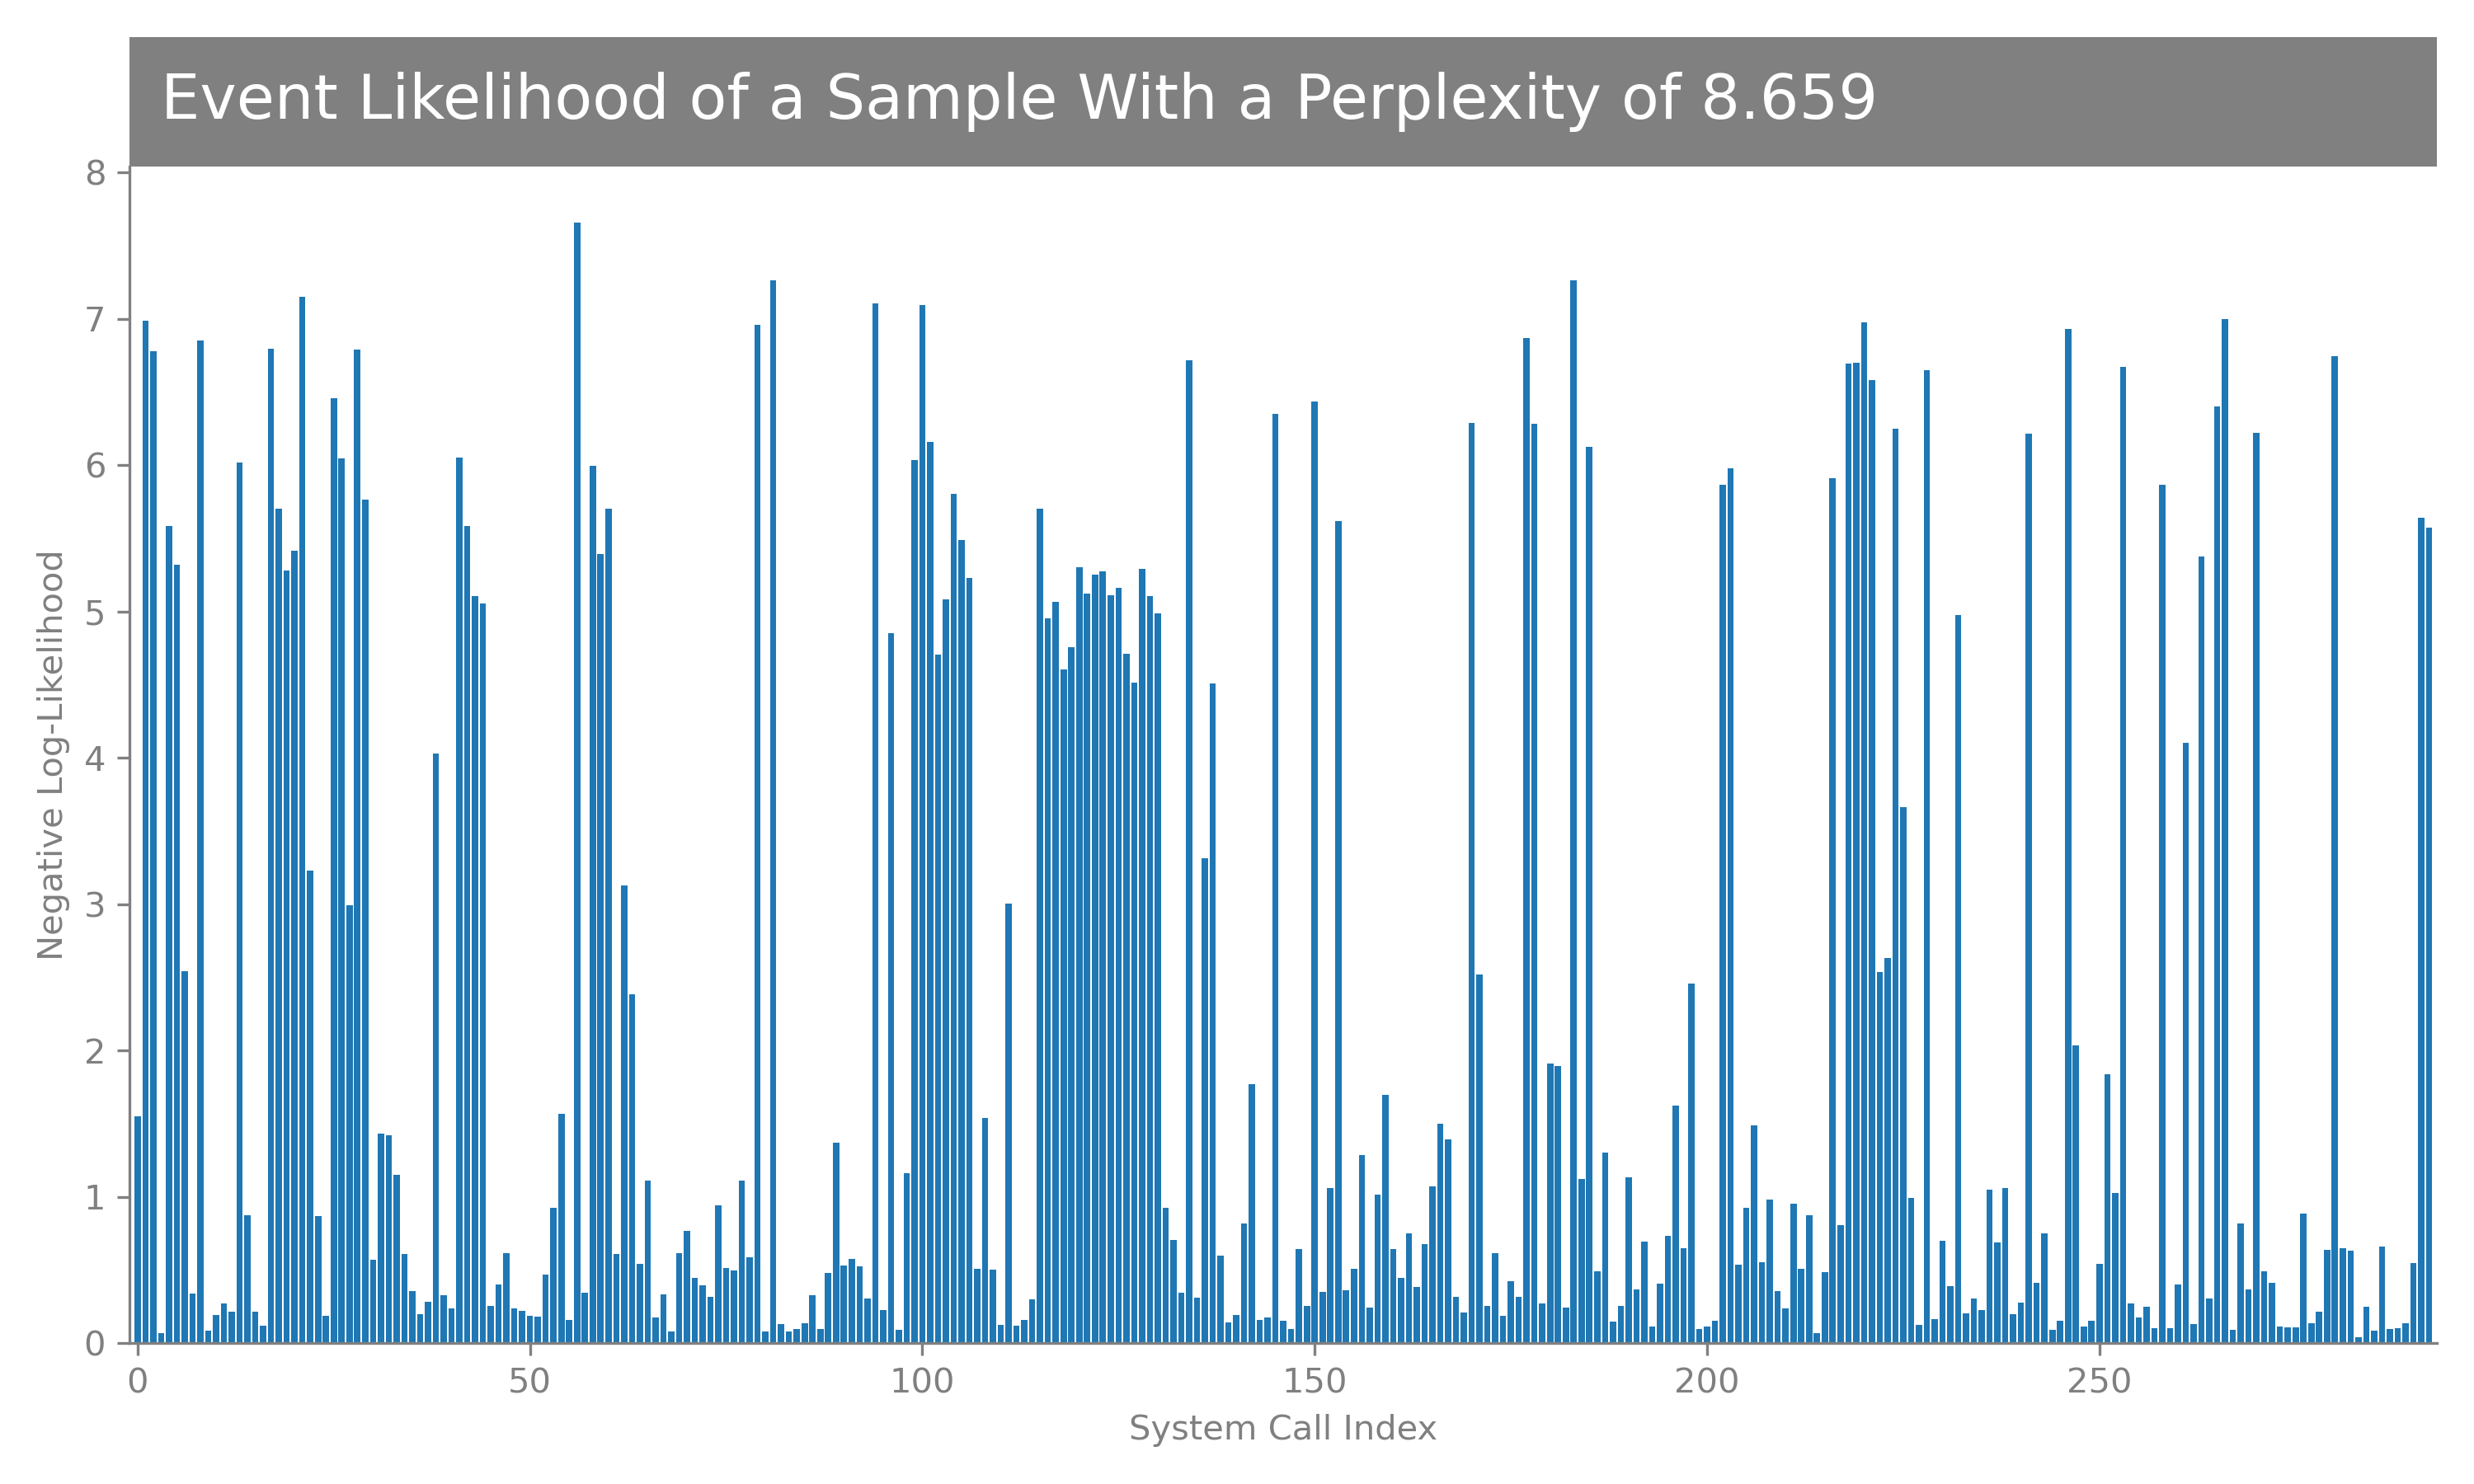 Event Likelihood of a Sample With a Perplexity of 8.659
8
7
6
5
4
3
2
1
0
Negative Log-Likelihood
0 50 100 150 200 250
System Call Index